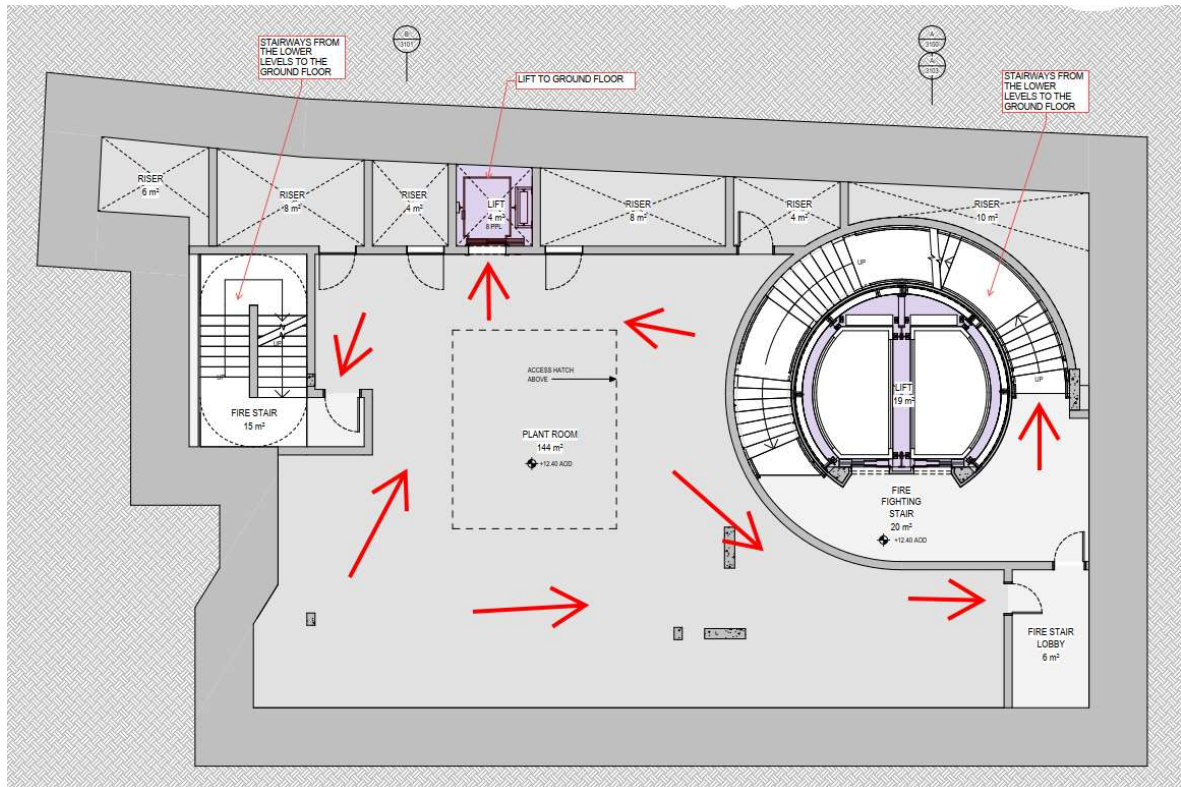 B
3101
A
3100
A
3103
STAIRWAYS FROM
THE LOWER
LEVELS TO THE
GROUND FLOOR
LIFT TO GROUND FLOOR
STAIRWAYS FROM
THE LOWER
LEVELS TO THE
GROUND FLOOR
RISER
6 m²
RISER
8 m²
RISER
4 m²
LIFT
4 m²
8 PPL
RISER
8 m²
RISER
4 m²
RISER
10 m²
UP
UP
UP
UP
FIRE STAIR
15 m²
ACCESS HATCH
ABOVE
PLANT ROOM
144 m²
+12.40 AOD
LIFT
19 m²
FIRE
FIGHTING
STAIR
20 m²
+12.40 AOD
FIRE STAIR
LOBBY
6 m²